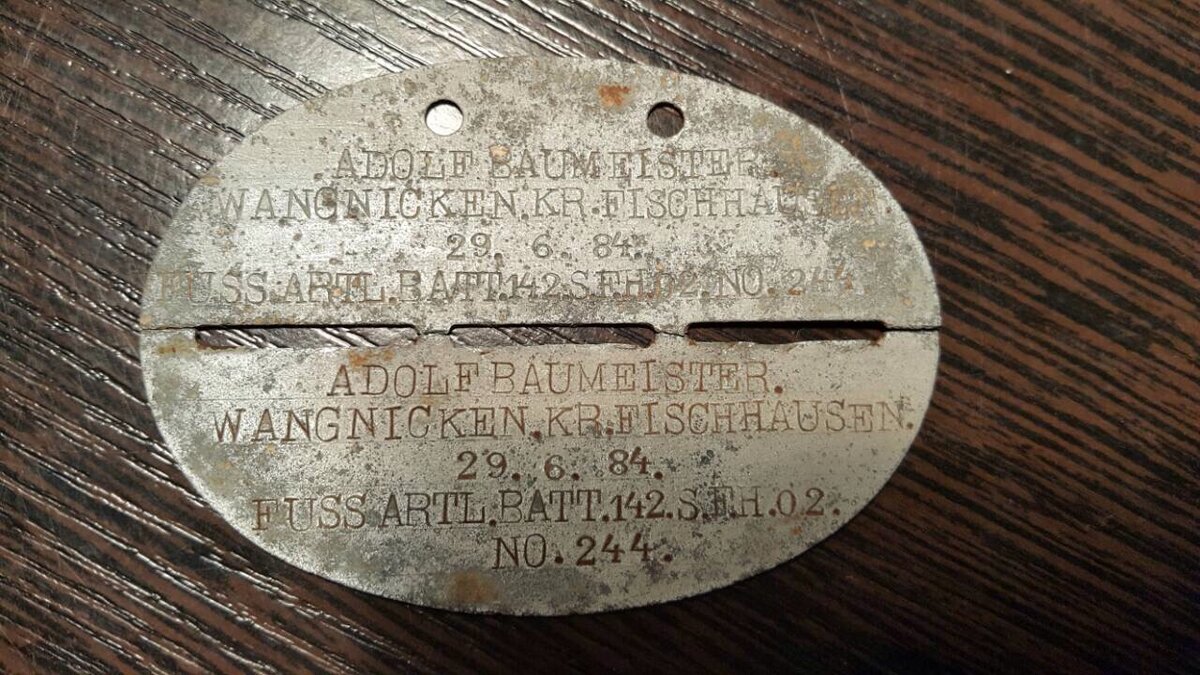 ADOLF BAUMEISTER.
WANGNICKEN.KR.FISCHHAUSEN.
29. 6. 84.
FUSS.ARTL.BATT.142.S.F.H.02.NO.244
ADOLF BAUMEISTER.
WANGNICKEN.KR.FISCHHAUSEN.
29. 6. 84.
FUSS ARTL.BATT.142.S.F.H.02.
NO.244.